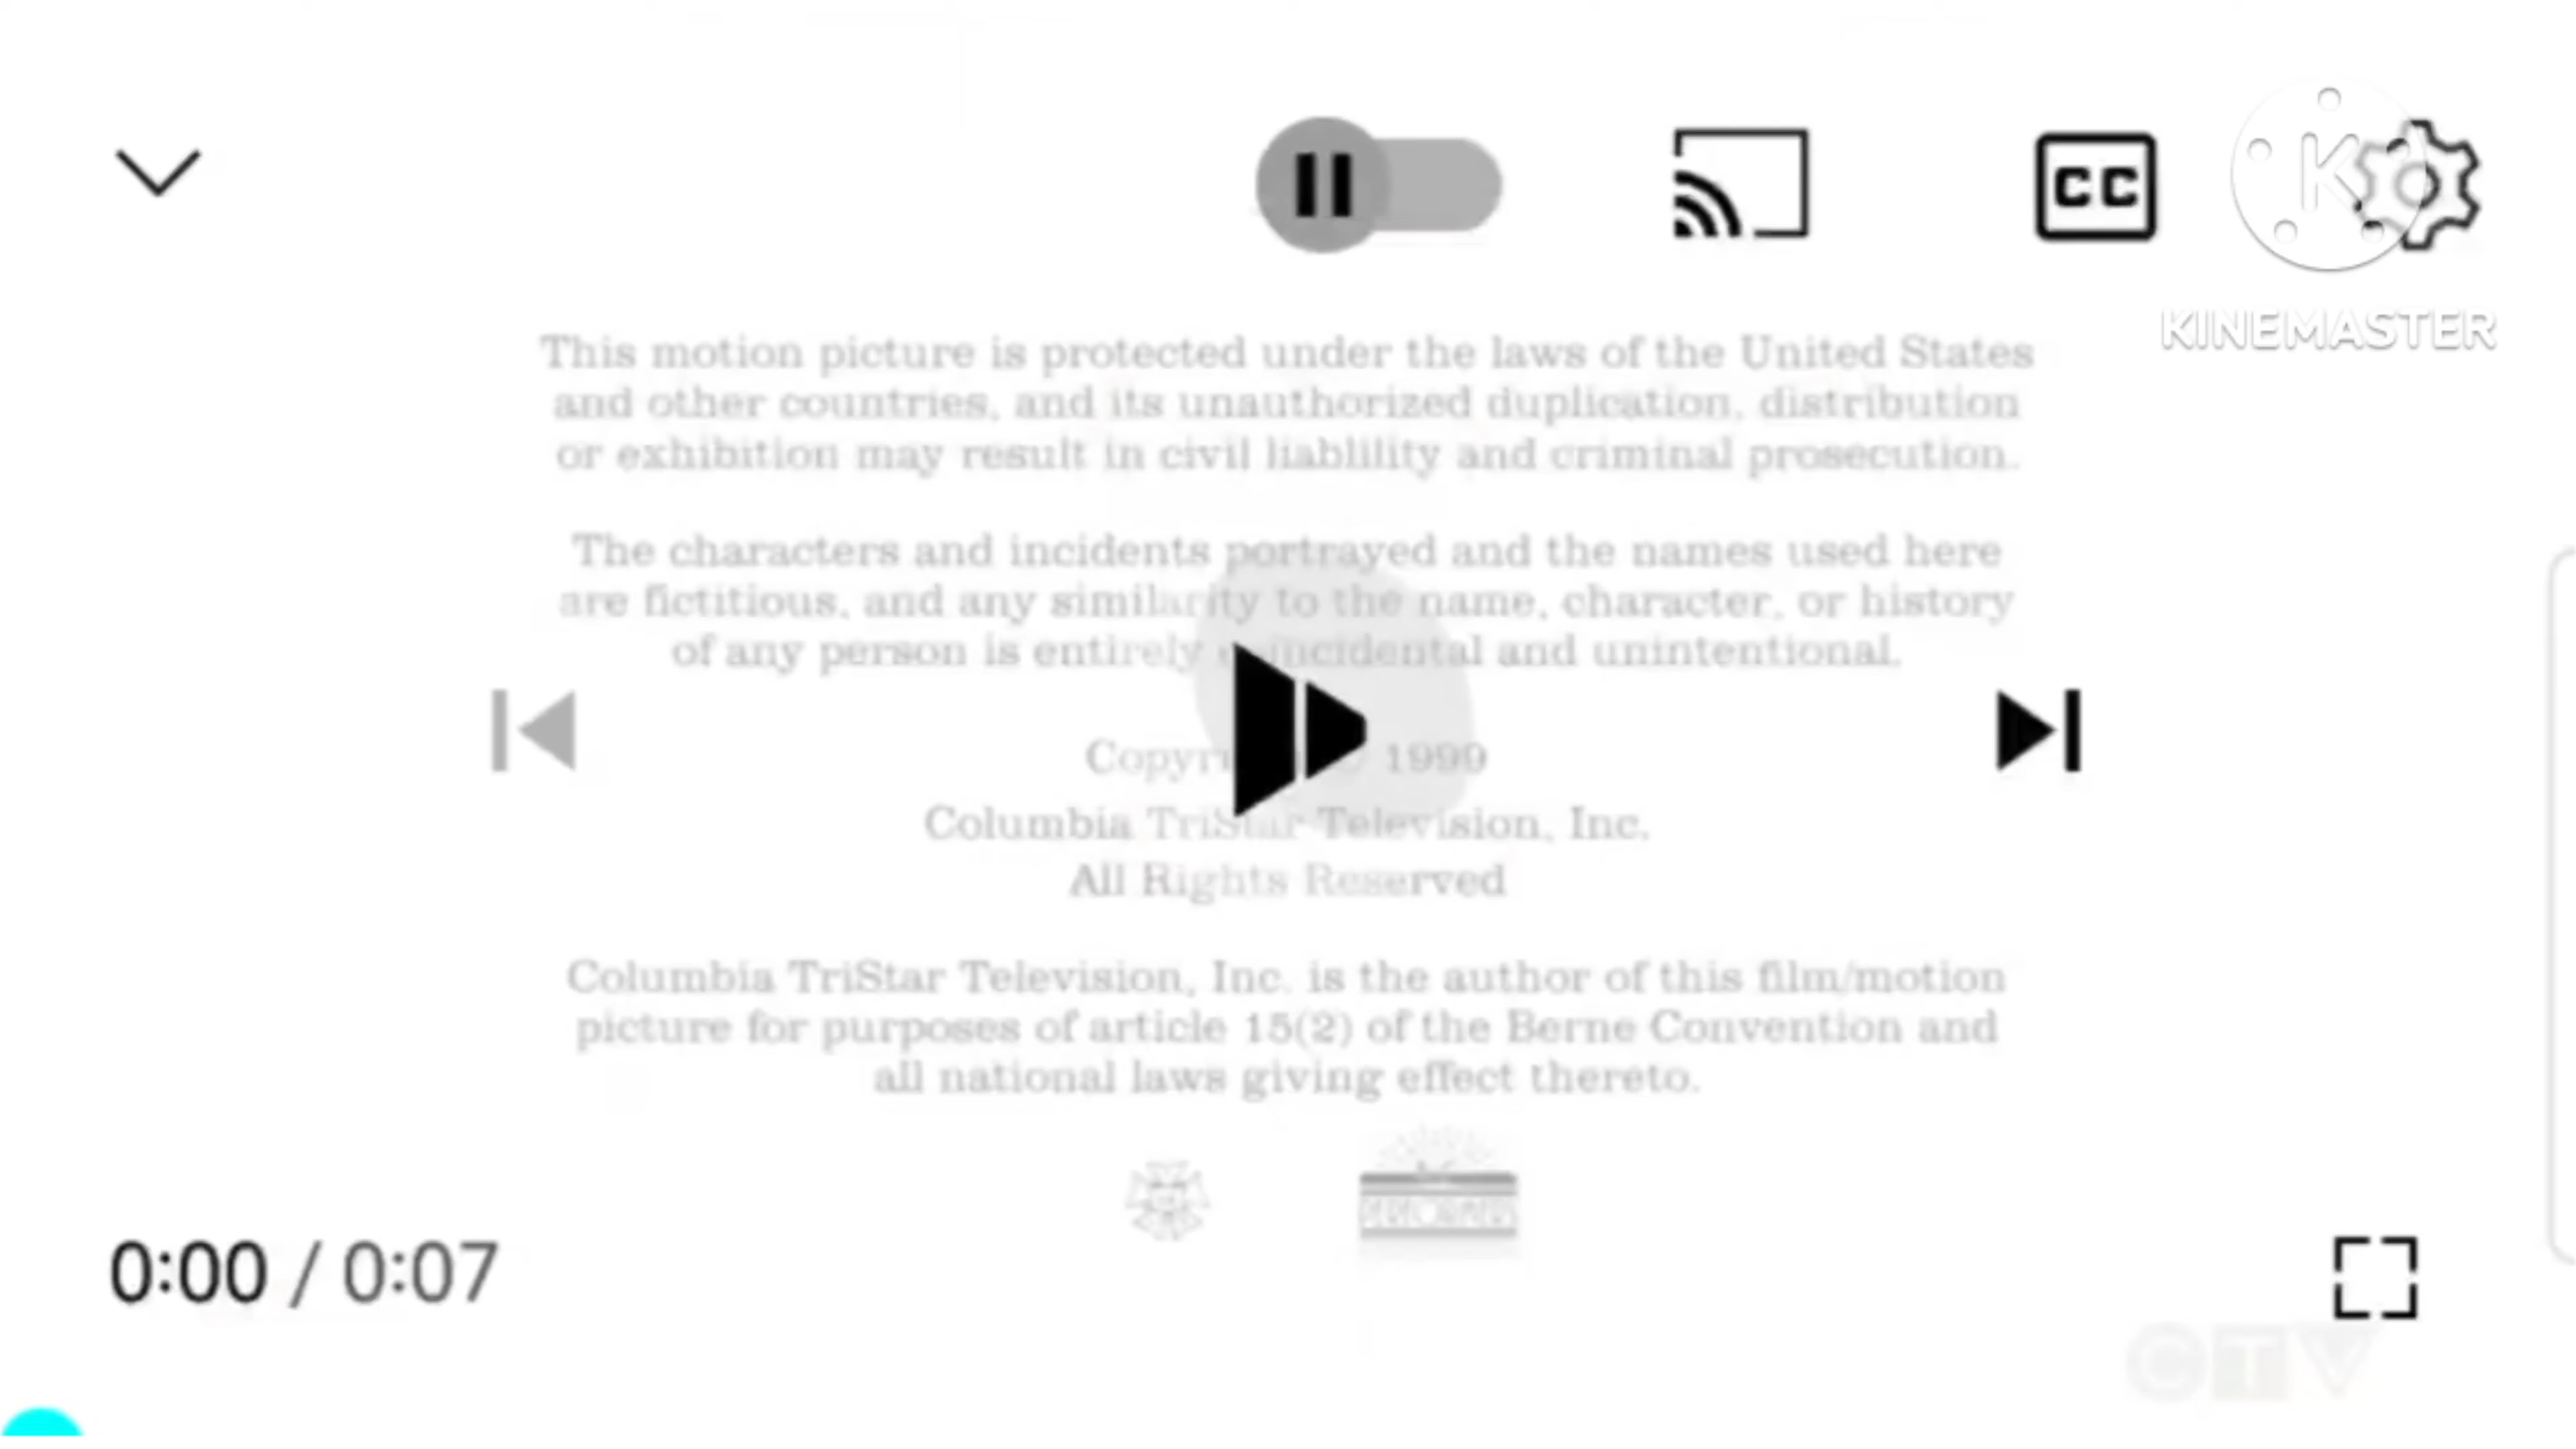 CC
K
KINEMASTER
This motion picture is protected under the laws of the United States
and other countries, and its unauthorized duplication, distribution
or exhibition may result in civil liablility and criminal prosecution.
The characters and incidents portrayed and the names used here
are fictitious, and any similarity to the name, character, or history
of any person is entirely coincidental and unintentional.
1999
Columbia TriStar Television, Inc.
All Rights Reserved
Columbia TriStar Television, Inc. is the author of this film/motion
picture for purposes of article 15(2) of the Berne Convention and
all national laws giving effect thereto.
0:00 / 0:07
CTV